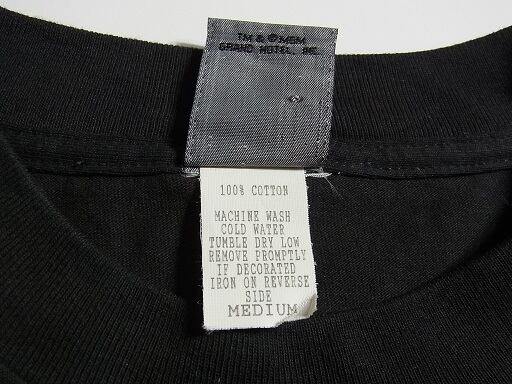 TM & ©MGM
GRAND HOTEL, INC.
100% COTTON
MACHINE WASH
COLD WATER
TUMBLE DRY LOW
REMOVE PROMPTLY
IF DECORATED
IRON ON REVERSE
SIDE
MEDIUM